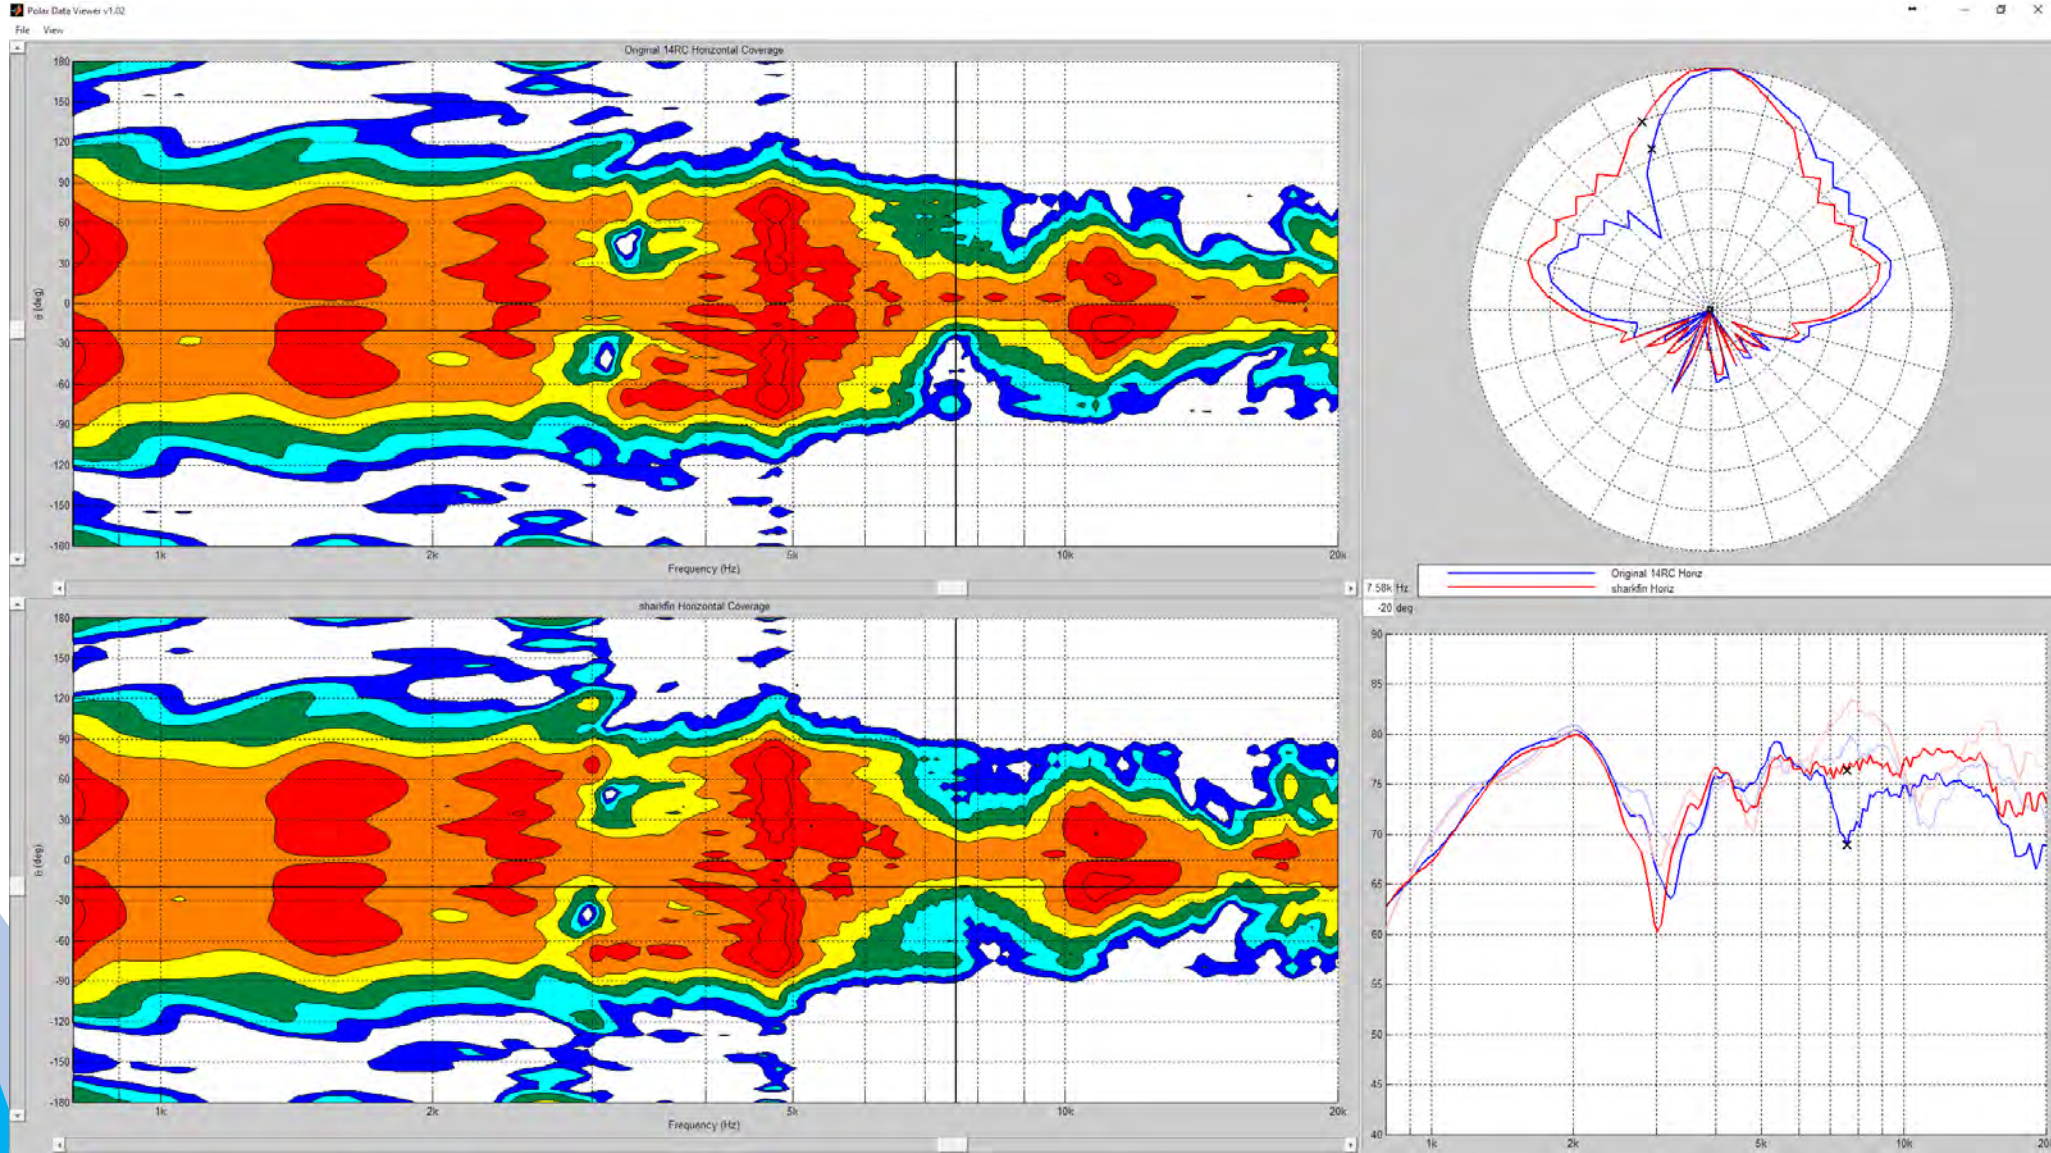 Polar Data Viewer v1.02
File View
Original 14RC Horizontal Coverage
180
150
120
90
60
30
0
-30
-60
-90
-120
-150
-180
θ (deg)
1k 2k 5k 10k 20k
Frequency (Hz)
sharkfin Horizontal Coverage
180
150
120
90
60
30
0
-30
-60
-90
-120
-150
-180
θ (deg)
1k 2k 5k 10k 20k
Frequency (Hz)
7.58k Hz
-20 deg
Original 14RC Horiz
sharkfin Horiz
90
85
80
75
70
65
60
55
50
45
40
1k 2k 5k 10k 20